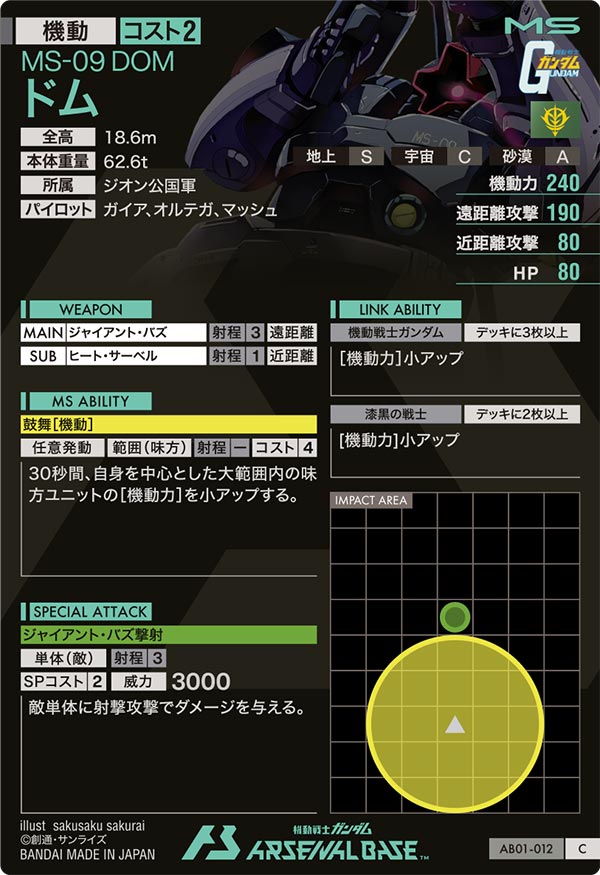 機動 コスト2
MS
MS-09 DOM
ドム
機動戦士
ガンダム
GUNDAM
MS-09
全高 18.6m
本体重量 62.6t
所属 ジオン公国軍
パイロット ガイア、オルテガ、マッシュ
地上 S 宇宙 C 砂漠 A
機動力 240
遠距離攻撃 190
近距離攻撃 80
HP 80
WEAPON
MAIN ジャイアント・バズ 射程 3 遠距離
SUB ヒート・サーベル 射程 1 近距離
MS ABILITY
鼓舞[機動]
任意発動 範囲(味方) 射程 ー コスト 4
30秒間、自身を中心とした大範囲内の味
方ユニットの[機動力]を小アップする。
SPECIAL ATTACK
ジャイアント・バズ撃射
単体(敵) 射程 3
SPコスト 2 威力 3000
敵単体に射撃攻撃でダメージを与える。
LINK ABILITY
機動戦士ガンダム デッキに3枚以上
[機動力]小アップ
漆黒の戦士 デッキに2枚以上
[機動力]小アップ
IMPACT AREA
illust sakusaku sakurai
©創通・サンライズ
BANDAI MADE IN JAPAN
機動戦士ガンダム
ARSENAL BASE™
AB01-012 C